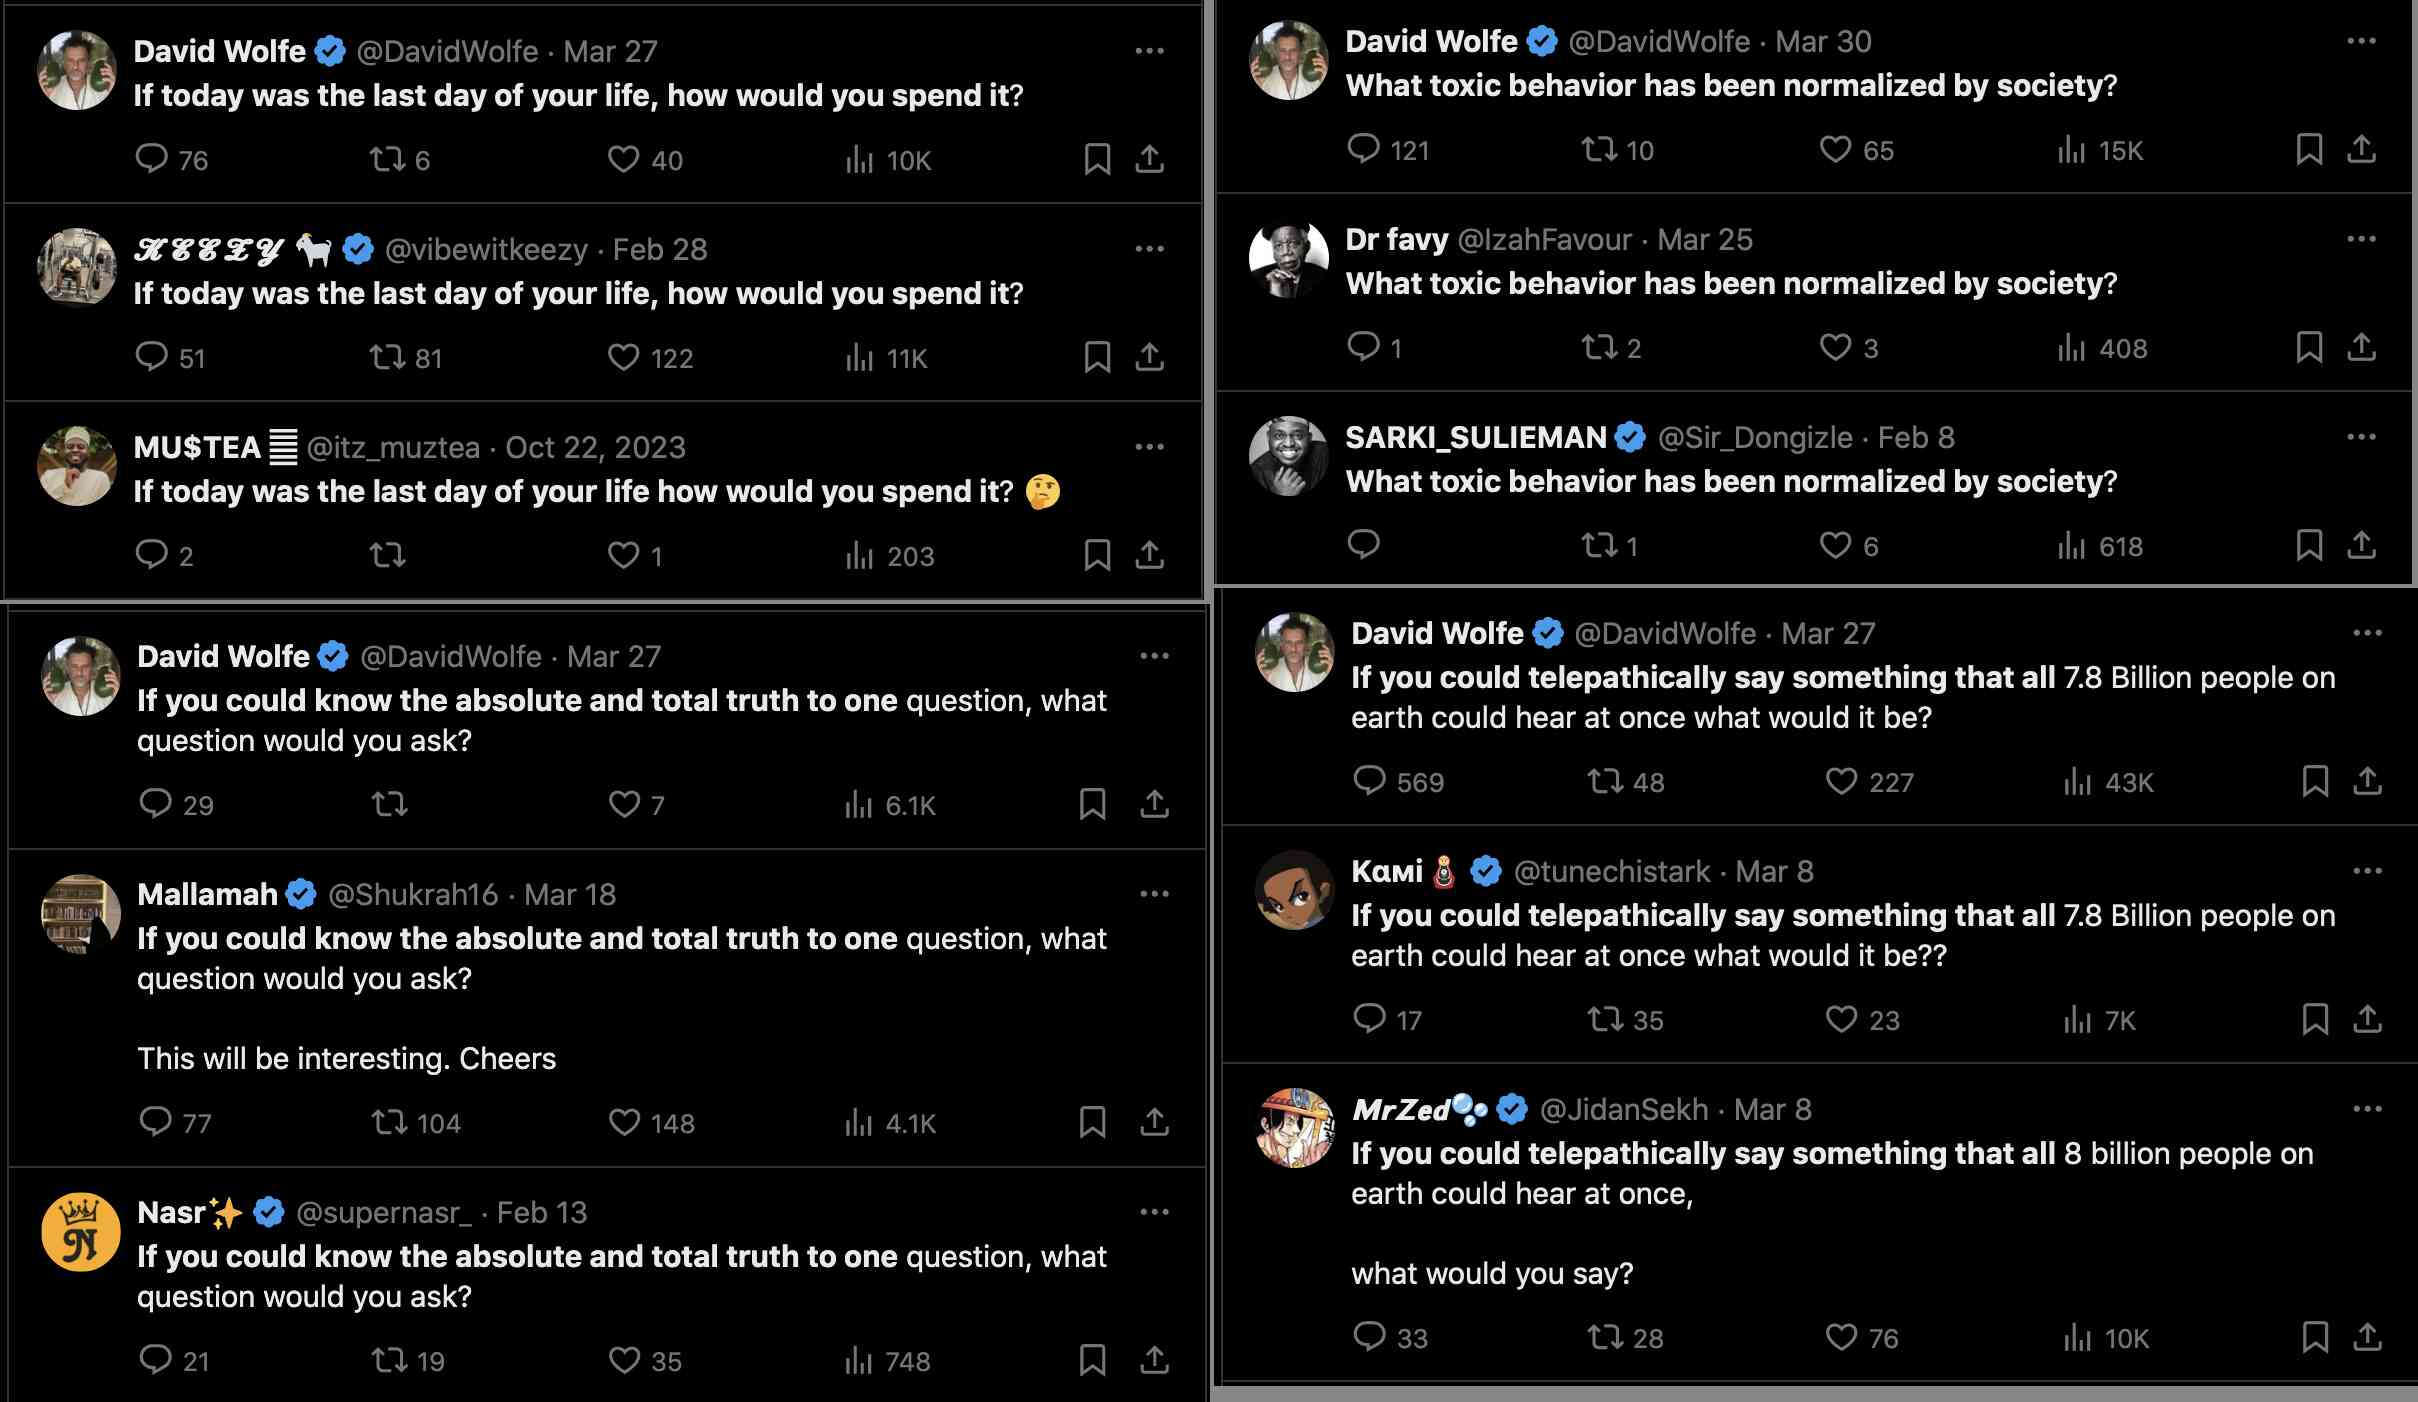 David Wolfe @DavidWolfe · Mar 27
If today was the last day of your life, how would you spend it?
76 6 40 10K
𝓚𝓔𝓔𝓩𝓨 🐐 @vibewitkeezy · Feb 28
If today was the last day of your life, how would you spend it?
51 81 122 11K
MU$TEA𝌆 @itz_muztea · Oct 22, 2023
If today was the last day of your life how would you spend it? 🤔
2 1 203
David Wolfe @DavidWolfe · Mar 30
What toxic behavior has been normalized by society?
121 10 65 15K
Dr favy @IzahFavour · Mar 25
What toxic behavior has been normalized by society?
1 2 3 408
SARKI_SULIEMAN @Sir_Dongizle · Feb 8
What toxic behavior has been normalized by society?
1 6 618
David Wolfe @DavidWolfe · Mar 27
If you could know the absolute and total truth to one question, what
question would you ask?
29 7 6.1K
Mallamah @Shukrah16 · Mar 18
If you could know the absolute and total truth to one question, what
question would you ask?
This will be interesting. Cheers
77 104 148 4.1K
Nasr✨ @supernasr_ · Feb 13
If you could know the absolute and total truth to one question, what
question would you ask?
21 19 35 748
David Wolfe @DavidWolfe · Mar 27
If you could telepathically say something that all 7.8 Billion people on
earth could hear at once what would it be?
569 48 227 43K
Kαмi🪆 @tunechistark · Mar 8
If you could telepathically say something that all 7.8 Billion people on
earth could hear at once what would it be??
17 35 23 7K
𝙈𝙧𝙕𝙚𝙙🫧 @JidanSekh · Mar 8
If you could telepathically say something that all 8 billion people on
earth could hear at once,
what would you say?
33 28 76 10K